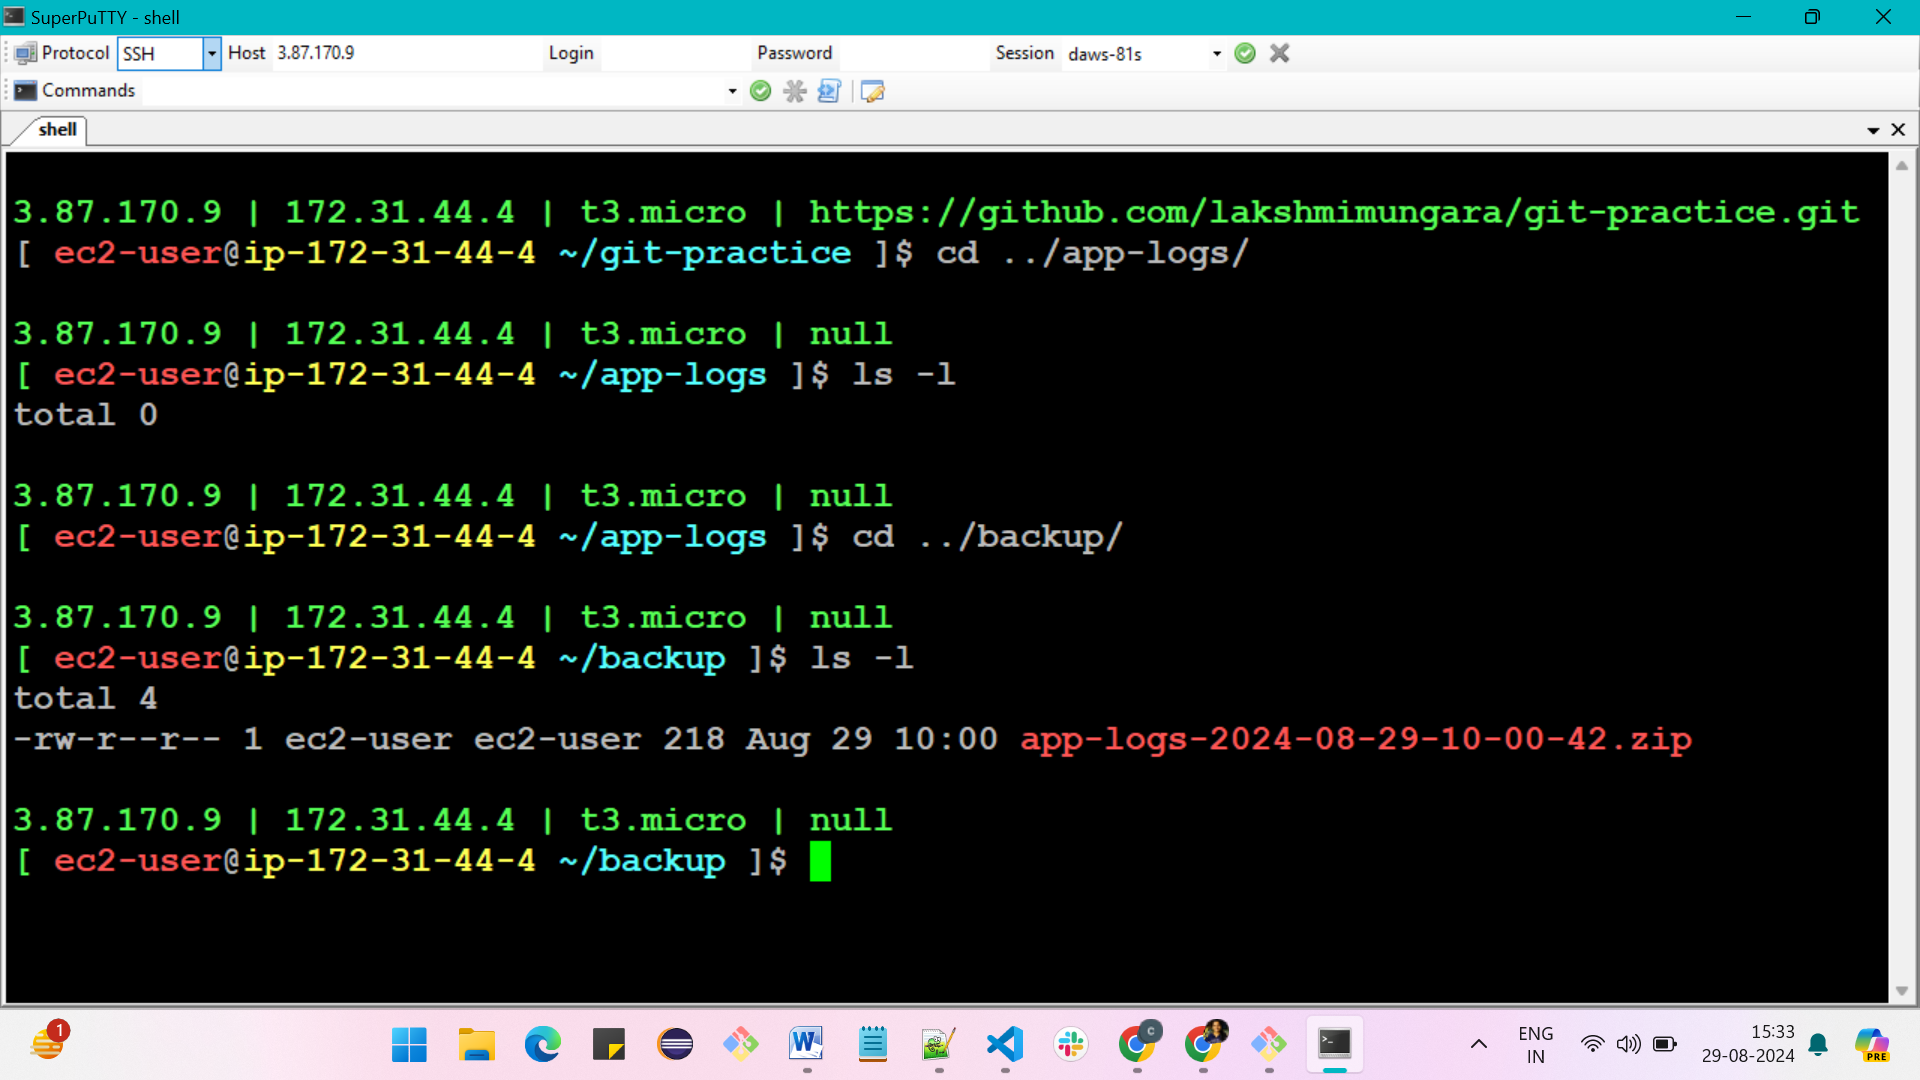 SuperPuTTY - shell
Protocol SSH Host 3.87.170.9 Login Password Session daws-81s
Commands
shell
3.87.170.9 | 172.31.44.4 | t3.micro | https://github.com/lakshmimungara/git-practice.git
[ ec2-user@ip-172-31-44-4 ~/git-practice ]$ cd ../app-logs/
3.87.170.9 | 172.31.44.4 | t3.micro | null
[ ec2-user@ip-172-31-44-4 ~/app-logs ]$ ls -l
total 0
3.87.170.9 | 172.31.44.4 | t3.micro | null
[ ec2-user@ip-172-31-44-4 ~/app-logs ]$ cd ../backup/
3.87.170.9 | 172.31.44.4 | t3.micro | null
[ ec2-user@ip-172-31-44-4 ~/backup ]$ ls -l
total 4
-rw-r--r-- 1 ec2-user ec2-user 218 Aug 29 10:00 app-logs-2024-08-29-10-00-42.zip
3.87.170.9 | 172.31.44.4 | t3.micro | null
[ ec2-user@ip-172-31-44-4 ~/backup ]$
1
W
C
ENG
IN
15:33
29-08-2024
PRE